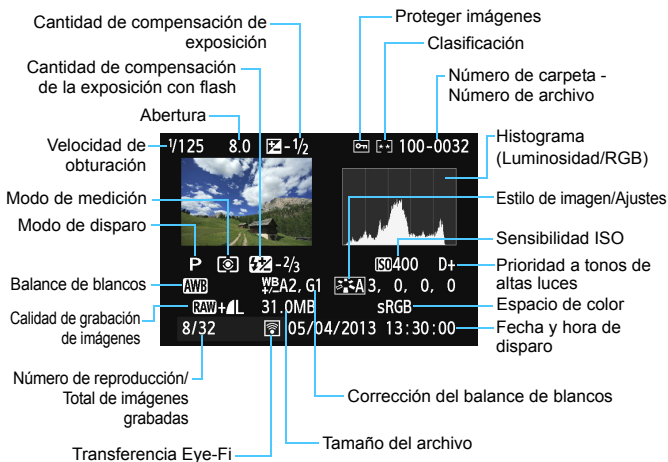 Cantidad de compensación de
exposición
Proteger imágenes
Clasificación
Cantidad de compensación
de la exposición con flash
Número de carpeta -
Número de archivo
Abertura
Velocidad de
obturación
1/125 8.0 -1/2 100-0032
Histograma
(Luminosidad/RGB)
Modo de medición
Estilo de imagen/Ajustes
Modo de disparo
Sensibilidad ISO
P -2/3 ISO 400 D+
Prioridad a tonos de
altas luces
Balance de blancos
AWB WB+/- A2, G1 A 3, 0, 0, 0
Espacio de color
Calidad de grabación
de imágenes
RAW+L 31.0MB sRGB
8/32 05/04/2013 13:30:00
Fecha y hora de
disparo
Número de reproducción/
Total de imágenes
grabadas
Corrección del balance de blancos
Tamaño del archivo
Transferencia Eye-Fi